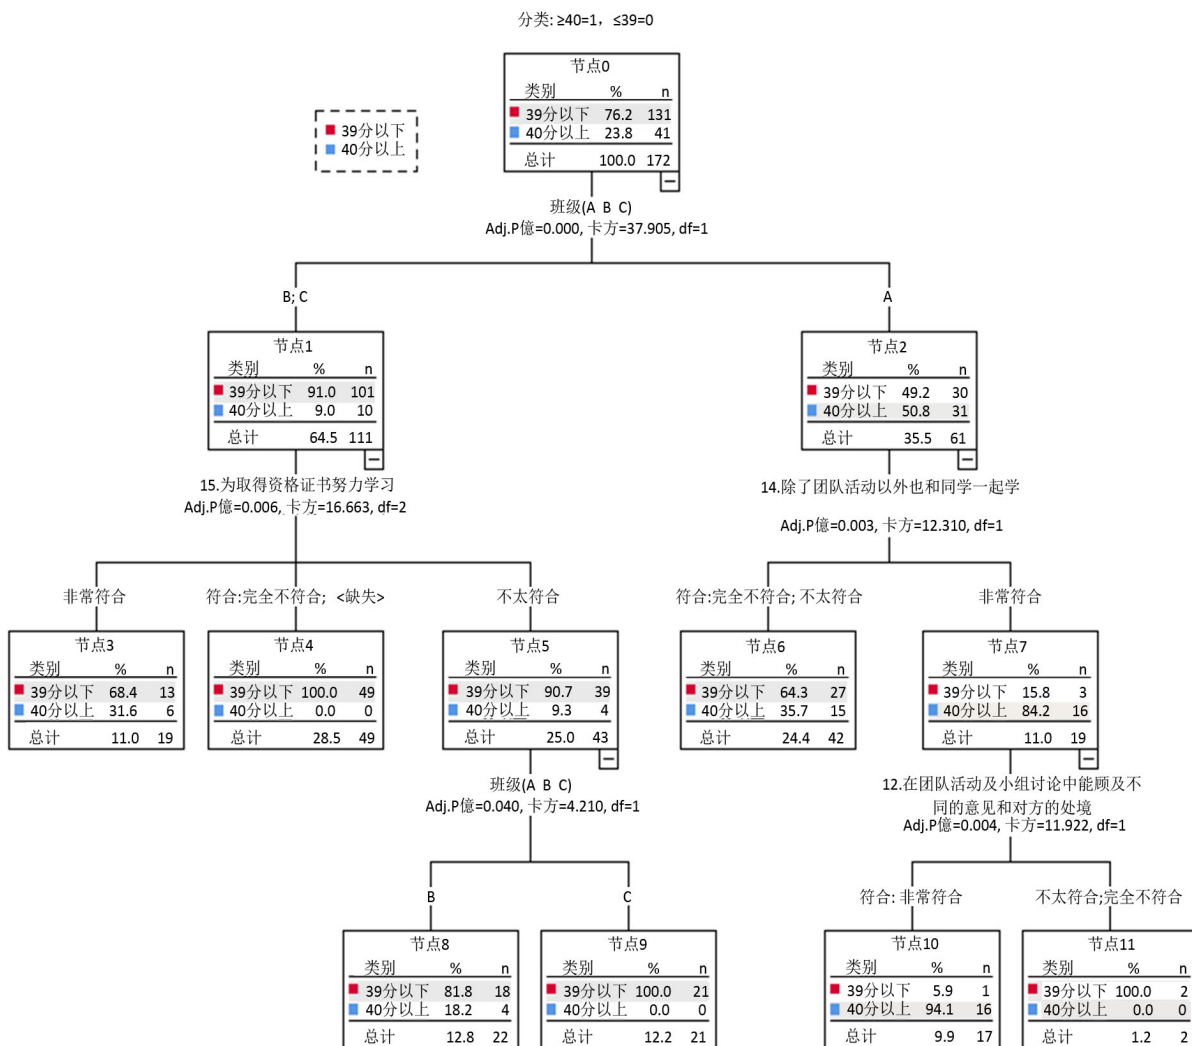 分类: ≥40=1，≤39=0
节点0
类别 % n
39分以下 76.2 131
40分以上 23.8 41
总计 100.0 172
39分以下
40分以上
班级(A B C)
Adj.P億=0.000, 卡方=37.905, df=1
B; C
A
节点1
类别 % n
39分以下 91.0 101
40分以上 9.0 10
总计 64.5 111
节点2
类别 % n
39分以下 49.2 30
40分以上 50.8 31
总计 35.5 61
15.为取得资格证书努力学习
Adj.P億=0.006, 卡方=16.663, df=2
14.除了团队活动以外也和同学一起学
Adj.P億=0.003, 卡方=12.310, df=1
非常符合
符合:完全不符合; <缺失>
不太符合
符合:完全不符合; 不太符合
非常符合
节点3
类别 % n
39分以下 68.4 13
40分以上 31.6 6
总计 11.0 19
节点4
类别 % n
39分以下 100.0 49
40分以上 0.0 0
总计 28.5 49
节点5
类别 % n
39分以下 90.7 39
40分以上 9.3 4
总计 25.0 43
节点6
类别 % n
39分以下 64.3 27
40分以上 35.7 15
总计 24.4 42
节点7
类别 % n
39分以下 15.8 3
40分以上 84.2 16
总计 11.0 19
班级(A B C)
Adj.P億=0.040, 卡方=4.210, df=1
12.在团队活动及小组讨论中能顾及不
同的意见和对方的处境
Adj.P億=0.004, 卡方=11.922, df=1
B
C
符合: 非常符合
不太符合;完全不符合
节点8
类别 % n
39分以下 81.8 18
40分以上 18.2 4
总计 12.8 22
节点9
类别 % n
39分以下 100.0 21
40分以上 0.0 0
总计 12.2 21
节点10
类别 % n
39分以下 5.9 1
40分以上 94.1 16
总计 9.9 17
节点11
类别 % n
39分以下 100.0 2
40分以上 0.0 0
总计 1.2 2